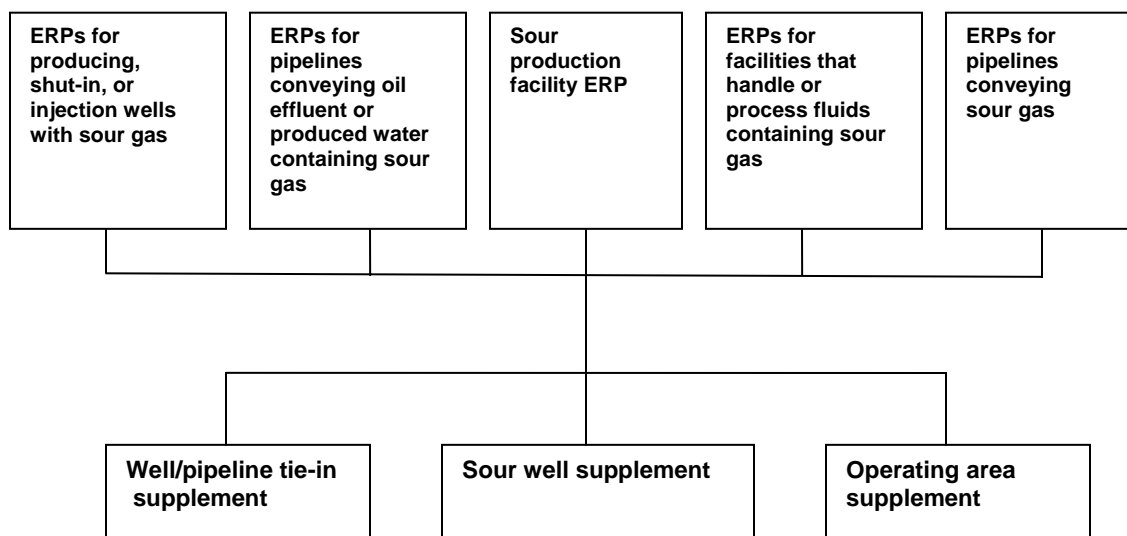 ERPs for
producing,
shut-in, or
injection wells
with sour gas
ERPs for
pipelines
conveying oil
effluent or
produced water
containing sour
gas
Sour
production
facility ERP
ERPs for
facilities that
handle or
process fluids
containing sour
gas
ERPs for
pipelines
conveying
sour gas
Well/pipeline tie-in
supplement
Sour well supplement
Operating area
supplement